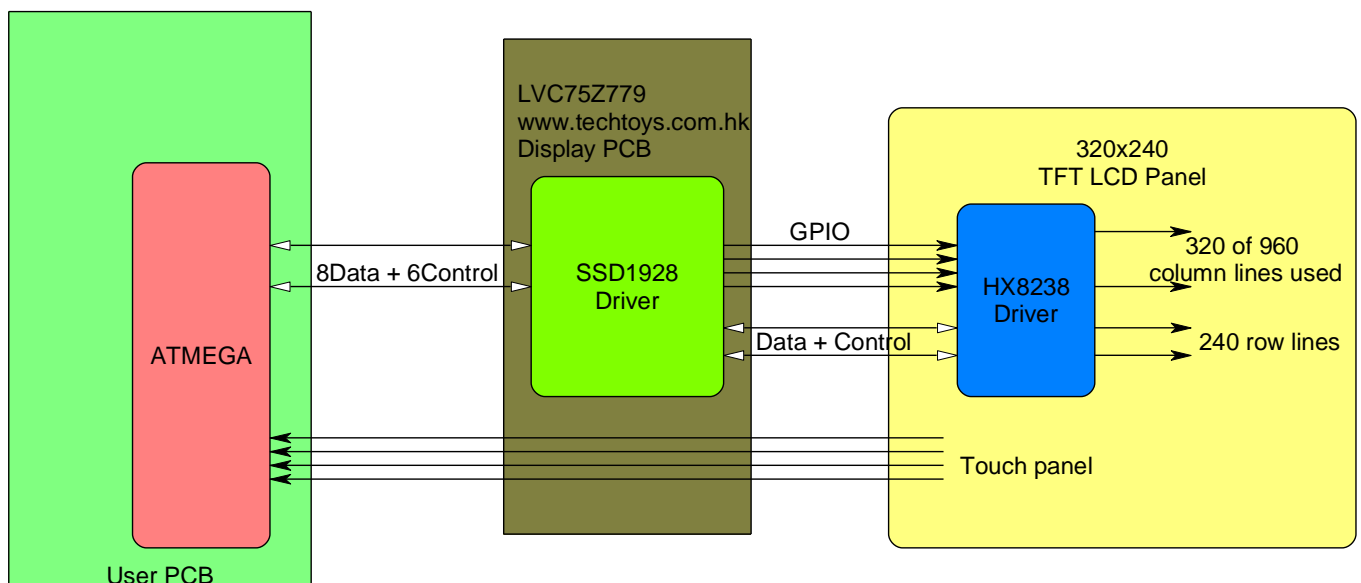 LVC75Z779
www.techtoys.com.hk
Display PCB
320x240
TFT LCD Panel
GPIO
320 of 960
column lines used
8Data + 6Control
SSD1928
Driver
HX8238
Driver
Data + Control
240 row lines
ATMEGA
Touch panel
User PCB